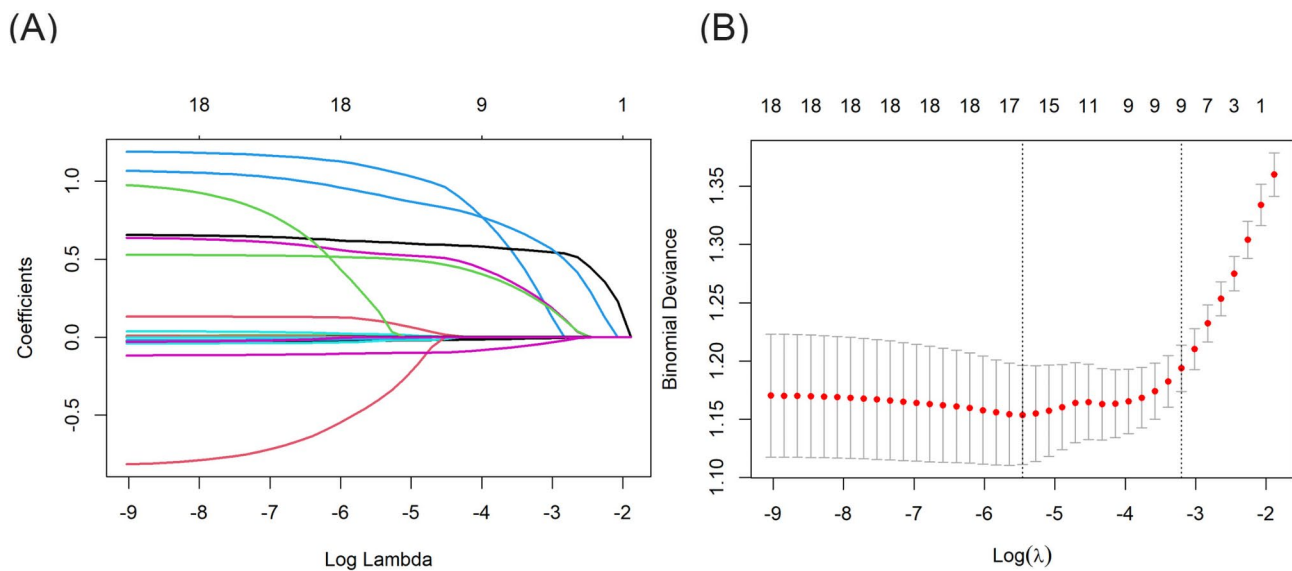 (A)
18 18 9 1
Coefficients
1.0
0.5
0.0
-0.5
-9 -8 -7 -6 -5 -4 -3 -2
Log Lambda
(B)
18 18 18 18 18 18 17 15 11 9 9 9 7 3 1
Binomial Deviance
1.35
1.30
1.25
1.20
1.15
1.10
-9 -8 -7 -6 -5 -4 -3 -2
Log(λ)